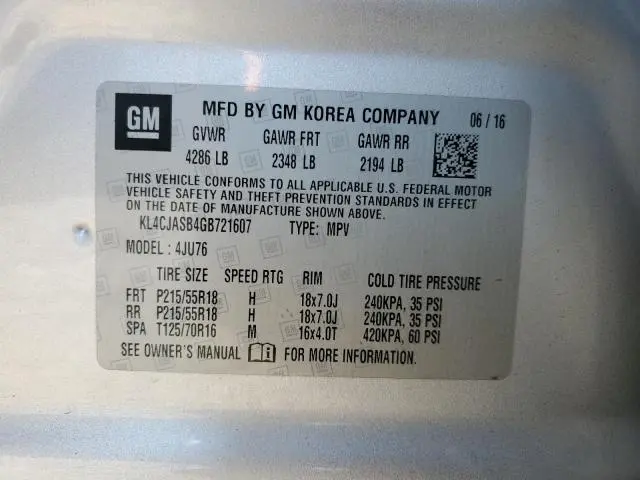 GM MFD BY GM KOREA COMPANY 06 / 16
GVWR GAWR FRT GAWR RR
4286 LB 2348 LB 2194 LB
THIS VEHICLE CONFORMS TO ALL APPLICABLE U.S. FEDERAL MOTOR
VEHICLE SAFETY AND THEFT PREVENTION STANDARDS IN EFFECT
ON THE DATE OF MANUFACTURE SHOWN ABOVE.
KL4CJASB4GB721607 TYPE: MPV
MODEL: 4JU76
TIRE SIZE SPEED RTG RIM COLD TIRE PRESSURE
FRT P215/55R18 H 18x7.0J 240KPA, 35 PSI
RR P215/55R18 H 18x7.0J 240KPA, 35 PSI
SPA T125/70R16 M 16x4.0T 420KPA, 60 PSI
SEE OWNER'S MANUAL FOR MORE INFORMATION.